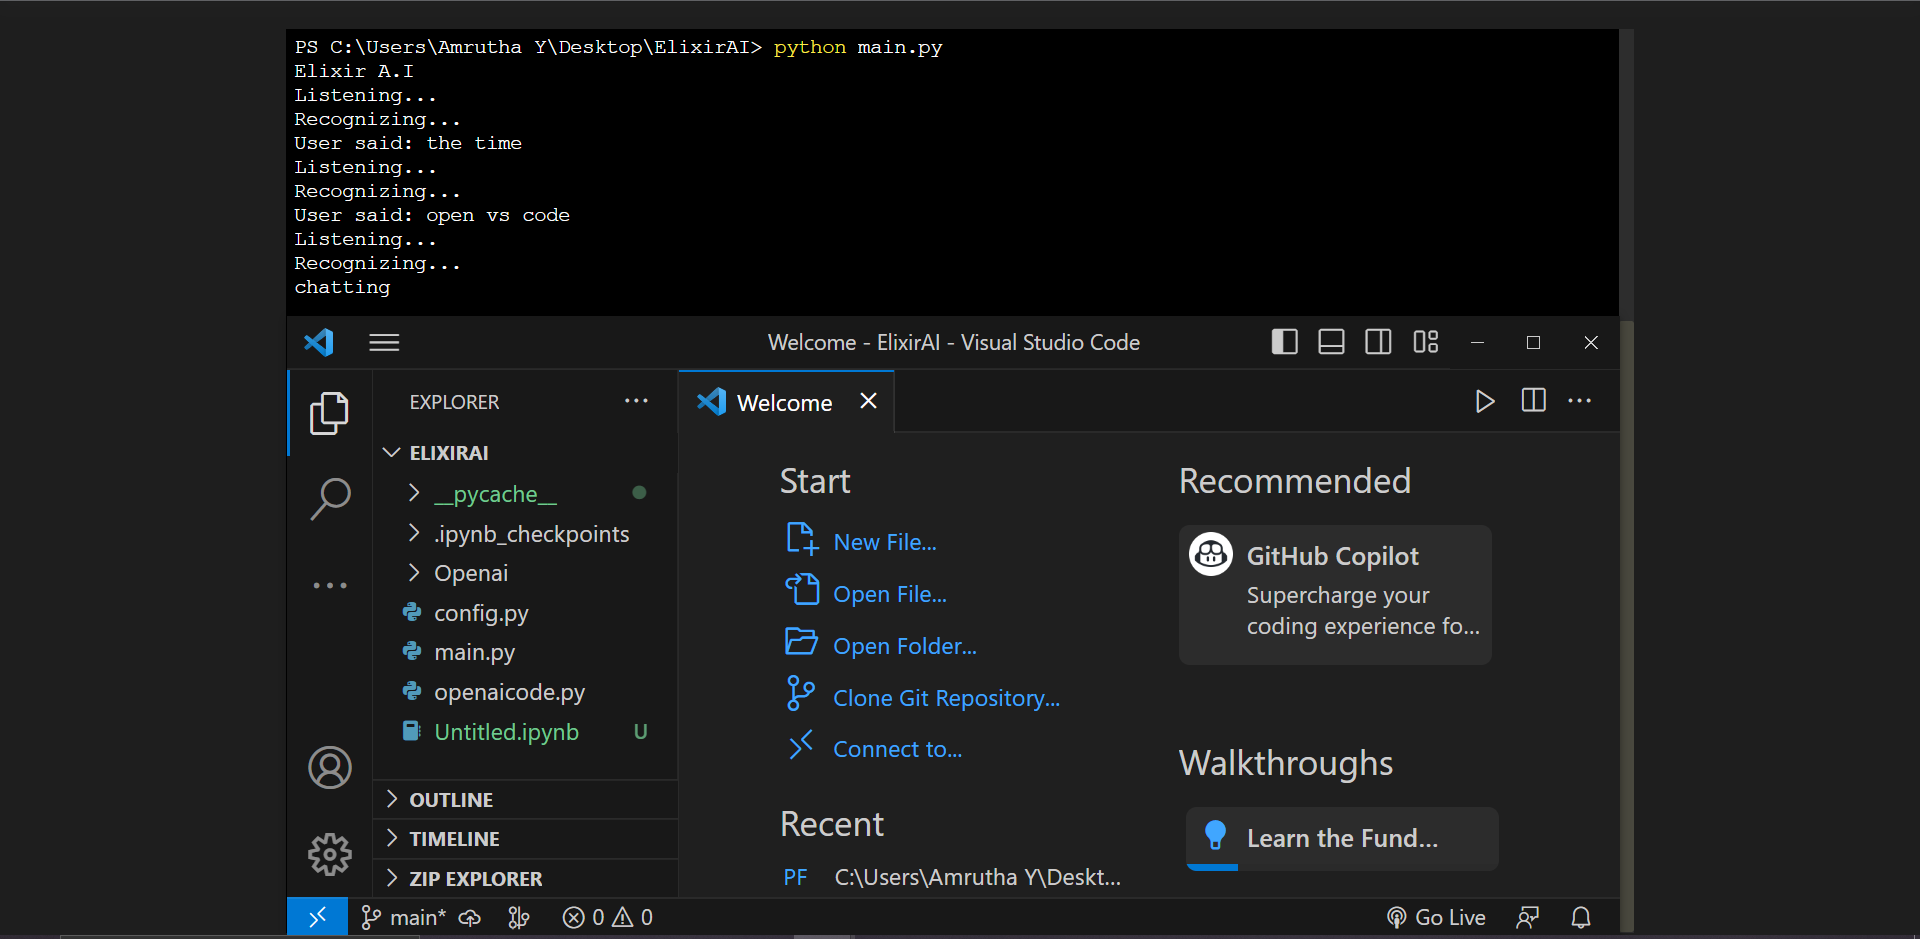 PS C:\Users\Amrutha Y\Desktop\ElixirAI> python main.py
Elixir A.I
Listening...
Recognizing...
User said: the time
Listening...
Recognizing...
User said: open vs code
Listening...
Recognizing...
chatting
Welcome - ElixirAI - Visual Studio Code
EXPLORER
ELIXIRAI
__pycache__
.ipynb_checkpoints
Openai
config.py
main.py
openaicode.py
Untitled.ipynb U
OUTLINE
TIMELINE
ZIP EXPLORER
Welcome
Start
New File...
Open File...
Open Folder...
Clone Git Repository...
Connect to...
Recent
PF C:\Users\Amrutha Y\Deskt...
Recommended
GitHub Copilot
Supercharge your
coding experience fo...
Walkthroughs
Learn the Fund...
main* 0 0 Go Live